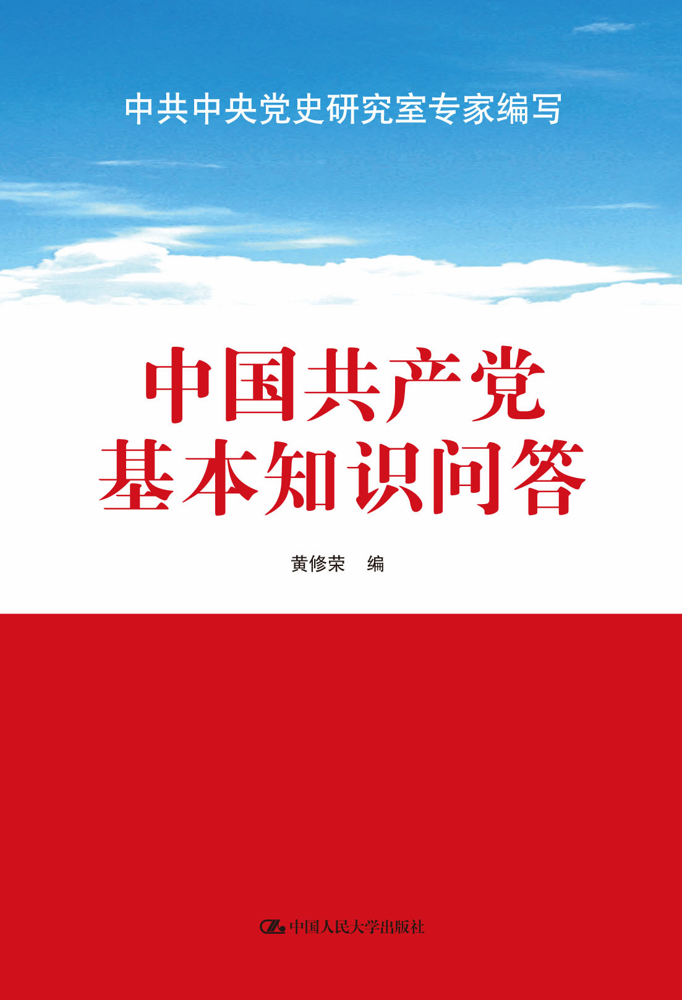 中共中央党史研究室专家编写
中国共产党
基本知识问答
黄修荣 编
中国人民大学出版社